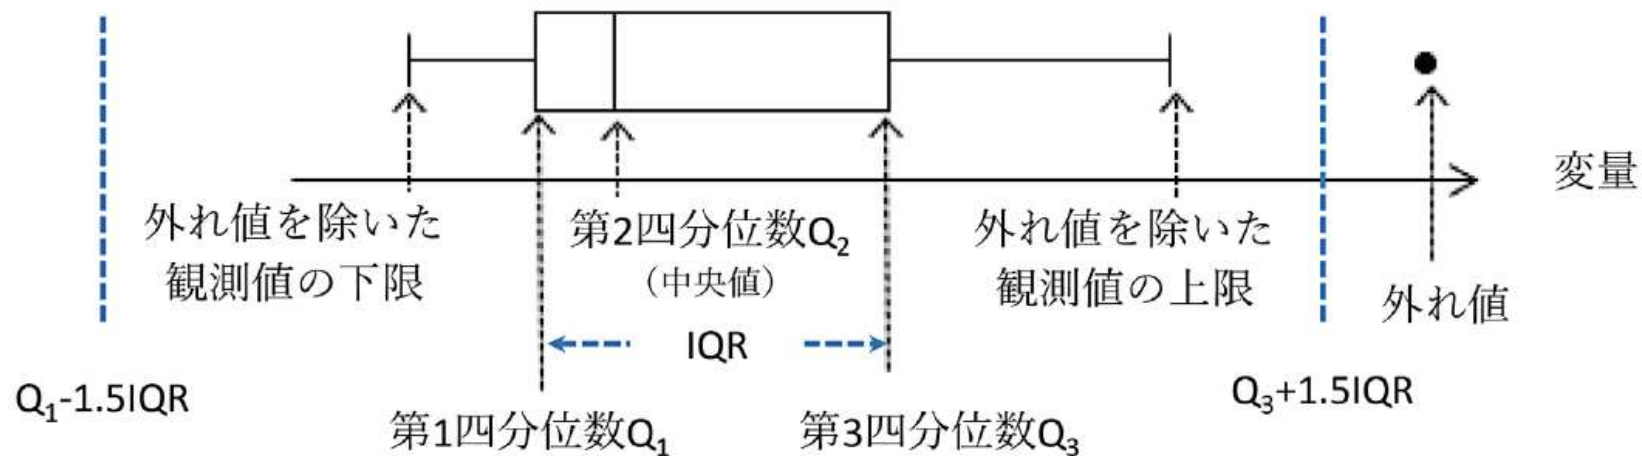 変量
外れ値を除いた
観測値の下限
第2四分位数Q₂
（中央値）
外れ値を除いた
観測値の上限
外れ値
IQR
Q₁-1.5IQR
Q₃+1.5IQR
第1四分位数Q₁
第3四分位数Q₃